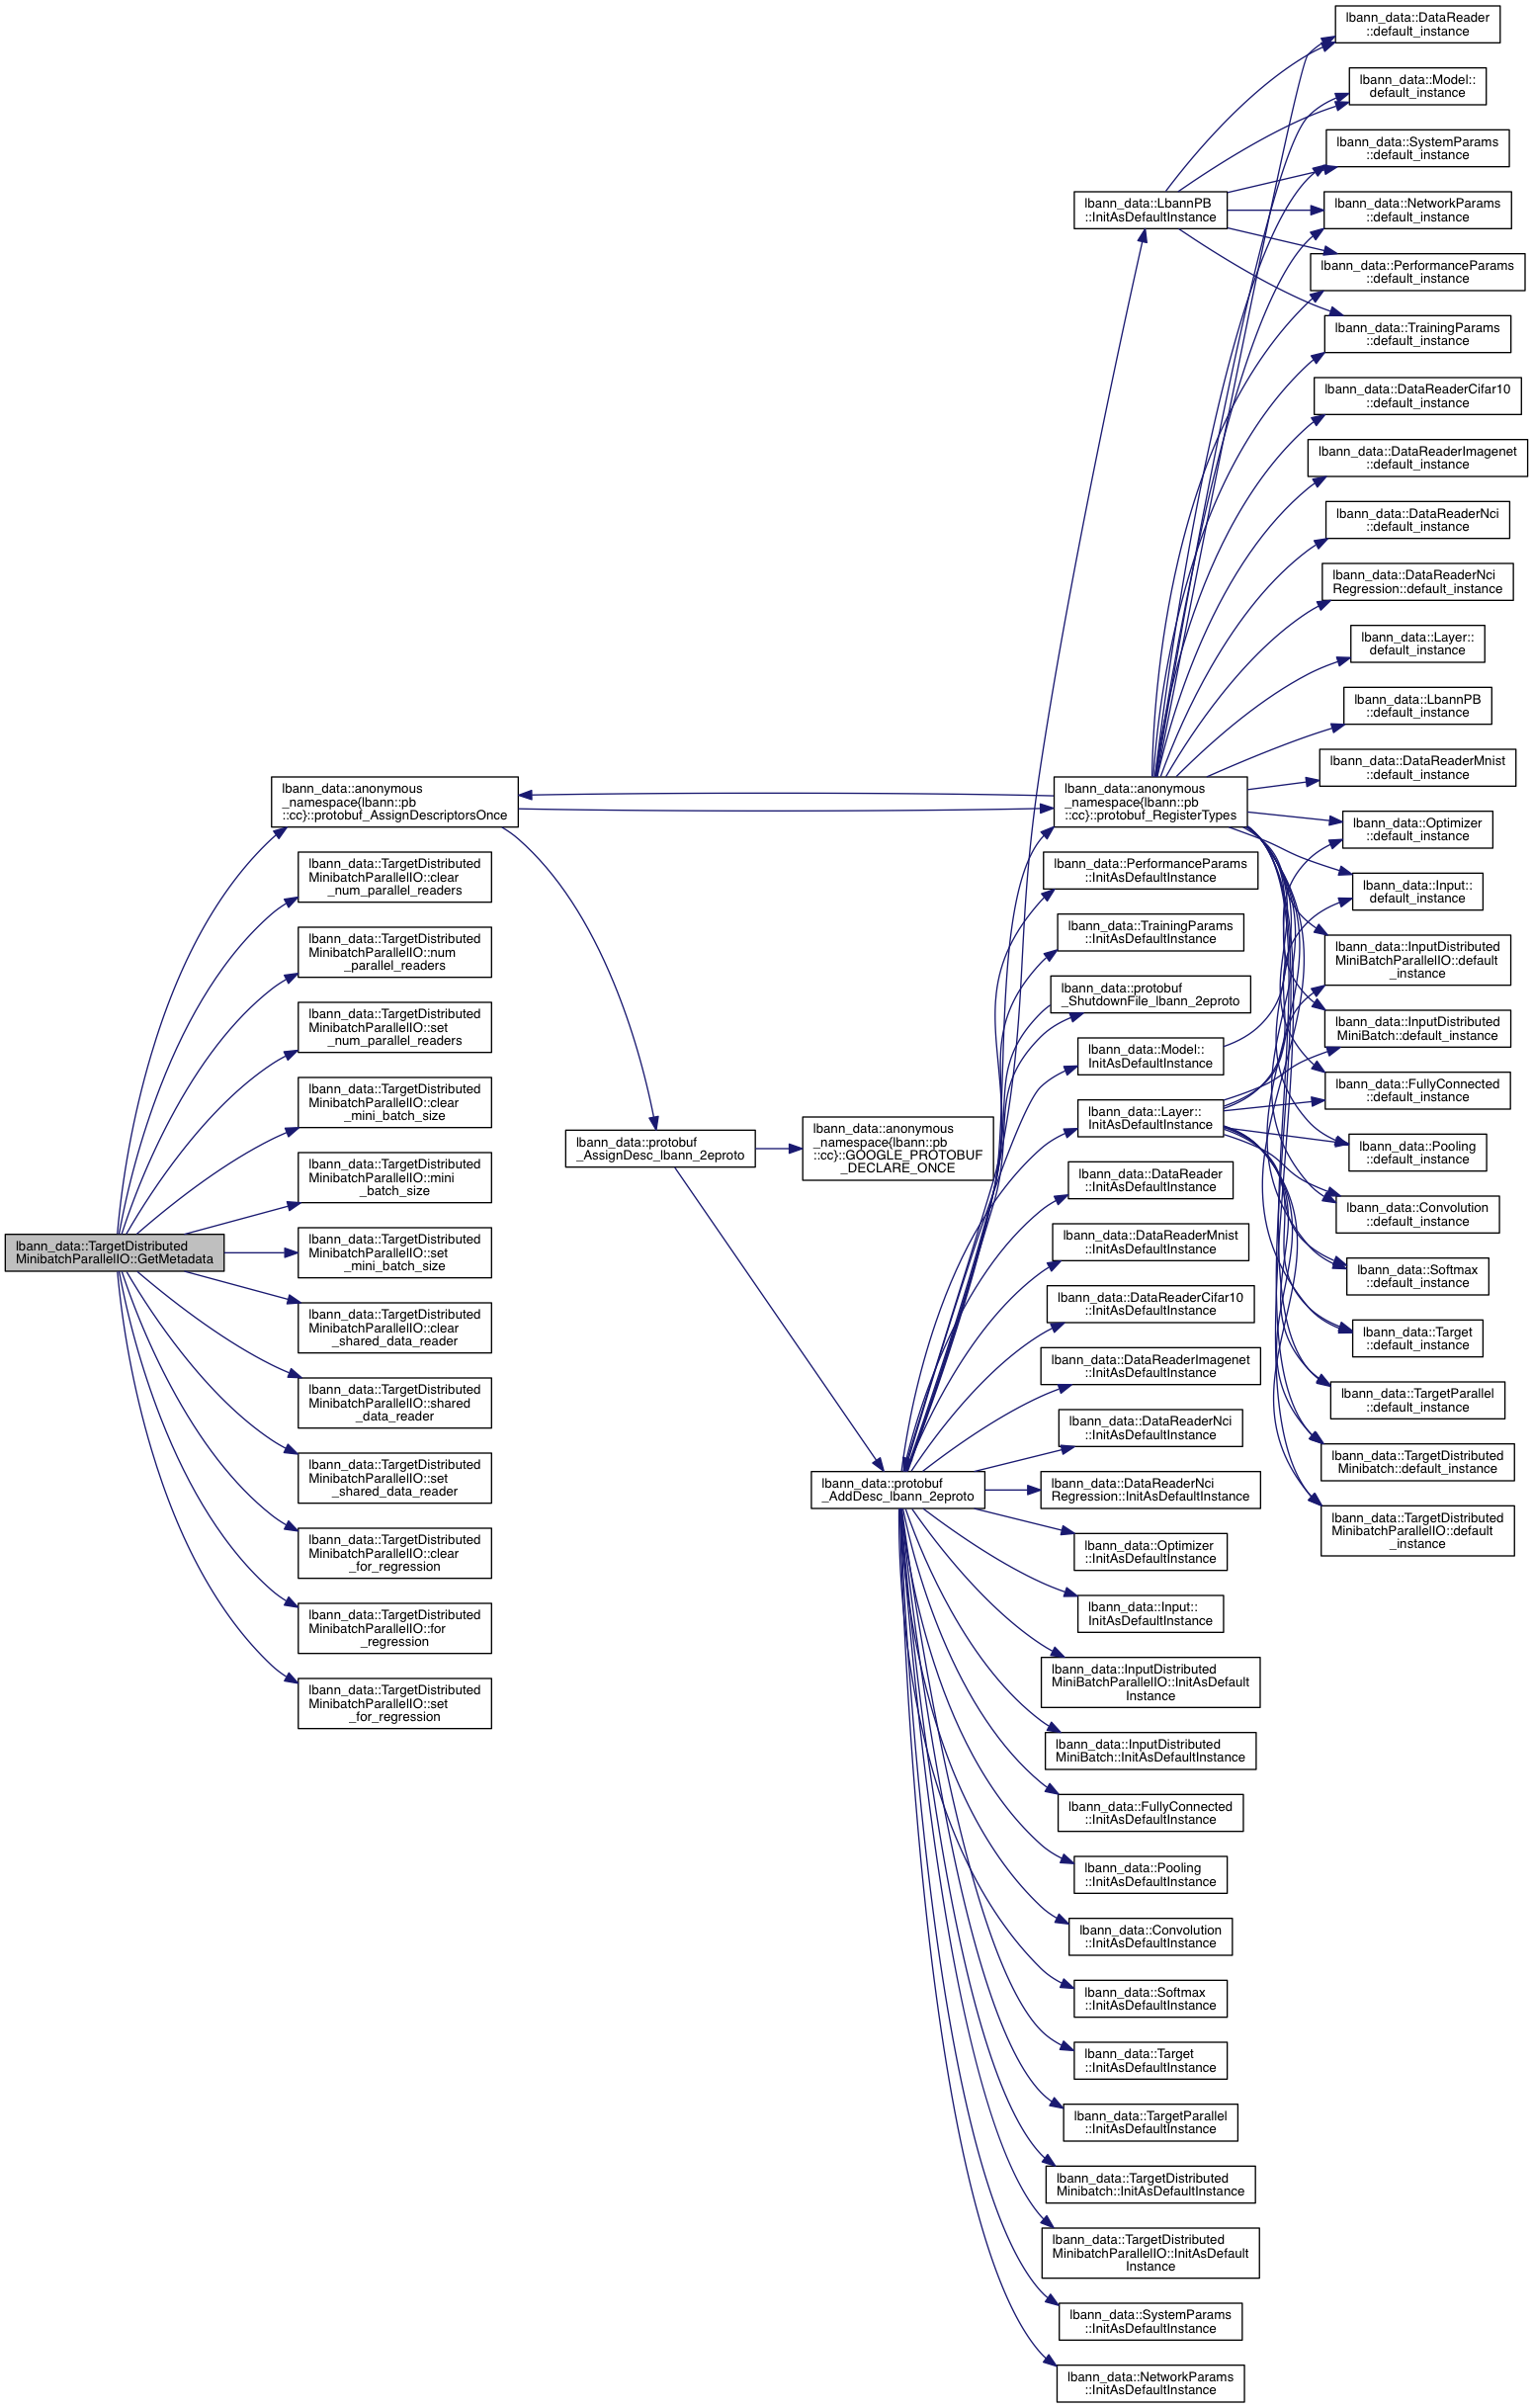 lbann_data::TargetDistributed
MinibatchParallelIO::GetMetadata
lbann_data::anonymous
_namespace{lbann::pb
::cc}::protobuf_AssignDescriptorsOnce
lbann_data::TargetDistributed
MinibatchParallelIO::clear
_num_parallel_readers
lbann_data::TargetDistributed
MinibatchParallelIO::num
_parallel_readers
lbann_data::TargetDistributed
MinibatchParallelIO::set
_num_parallel_readers
lbann_data::TargetDistributed
MinibatchParallelIO::clear
_mini_batch_size
lbann_data::TargetDistributed
MinibatchParallelIO::mini
_batch_size
lbann_data::TargetDistributed
MinibatchParallelIO::set
_mini_batch_size
lbann_data::TargetDistributed
MinibatchParallelIO::clear
_shared_data_reader
lbann_data::TargetDistributed
MinibatchParallelIO::shared
_data_reader
lbann_data::TargetDistributed
MinibatchParallelIO::set
_shared_data_reader
lbann_data::TargetDistributed
MinibatchParallelIO::clear
_for_regression
lbann_data::TargetDistributed
MinibatchParallelIO::for
_regression
lbann_data::TargetDistributed
MinibatchParallelIO::set
_for_regression
lbann_data::protobuf
_AssignDesc_lbann_2eproto
lbann_data::anonymous
_namespace{lbann::pb
::cc}::GOOGLE_PROTOBUF
_DECLARE_ONCE
lbann_data::protobuf
_AddDesc_lbann_2eproto
lbann_data::LbannPB
::InitAsDefaultInstance
lbann_data::anonymous
_namespace{lbann::pb
::cc}::protobuf_RegisterTypes
lbann_data::PerformanceParams
::InitAsDefaultInstance
lbann_data::TrainingParams
::InitAsDefaultInstance
lbann_data::protobuf
_ShutdownFile_lbann_2eproto
lbann_data::Model::
InitAsDefaultInstance
lbann_data::Layer::
InitAsDefaultInstance
lbann_data::DataReader
::InitAsDefaultInstance
lbann_data::DataReaderMnist
::InitAsDefaultInstance
lbann_data::DataReaderCifar10
::InitAsDefaultInstance
lbann_data::DataReaderImagenet
::InitAsDefaultInstance
lbann_data::DataReaderNci
::InitAsDefaultInstance
lbann_data::DataReaderNci
Regression::InitAsDefaultInstance
lbann_data::Optimizer
::InitAsDefaultInstance
lbann_data::Input::
InitAsDefaultInstance
lbann_data::InputDistributed
MiniBatchParallelIO::InitAsDefault
Instance
lbann_data::InputDistributed
MiniBatch::InitAsDefaultInstance
lbann_data::FullyConnected
::InitAsDefaultInstance
lbann_data::Pooling
::InitAsDefaultInstance
lbann_data::Convolution
::InitAsDefaultInstance
lbann_data::Softmax
::InitAsDefaultInstance
lbann_data::Target
::InitAsDefaultInstance
lbann_data::TargetParallel
::InitAsDefaultInstance
lbann_data::TargetDistributed
Minibatch::InitAsDefaultInstance
lbann_data::TargetDistributed
MinibatchParallelIO::InitAsDefault
Instance
lbann_data::SystemParams
::InitAsDefaultInstance
lbann_data::NetworkParams
::InitAsDefaultInstance
lbann_data::DataReader
::default_instance
lbann_data::Model::
default_instance
lbann_data::SystemParams
::default_instance
lbann_data::NetworkParams
::default_instance
lbann_data::PerformanceParams
::default_instance
lbann_data::TrainingParams
::default_instance
lbann_data::DataReaderCifar10
::default_instance
lbann_data::DataReaderImagenet
::default_instance
lbann_data::DataReaderNci
::default_instance
lbann_data::DataReaderNci
Regression::default_instance
lbann_data::Layer::
default_instance
lbann_data::LbannPB
::default_instance
lbann_data::DataReaderMnist
::default_instance
lbann_data::Optimizer
::default_instance
lbann_data::Input::
default_instance
lbann_data::InputDistributed
MiniBatchParallelIO::default
_instance
lbann_data::InputDistributed
MiniBatch::default_instance
lbann_data::FullyConnected
::default_instance
lbann_data::Pooling
::default_instance
lbann_data::Convolution
::default_instance
lbann_data::Softmax
::default_instance
lbann_data::Target
::default_instance
lbann_data::TargetParallel
::default_instance
lbann_data::TargetDistributed
Minibatch::default_instance
lbann_data::TargetDistributed
MinibatchParallelIO::default
_instance